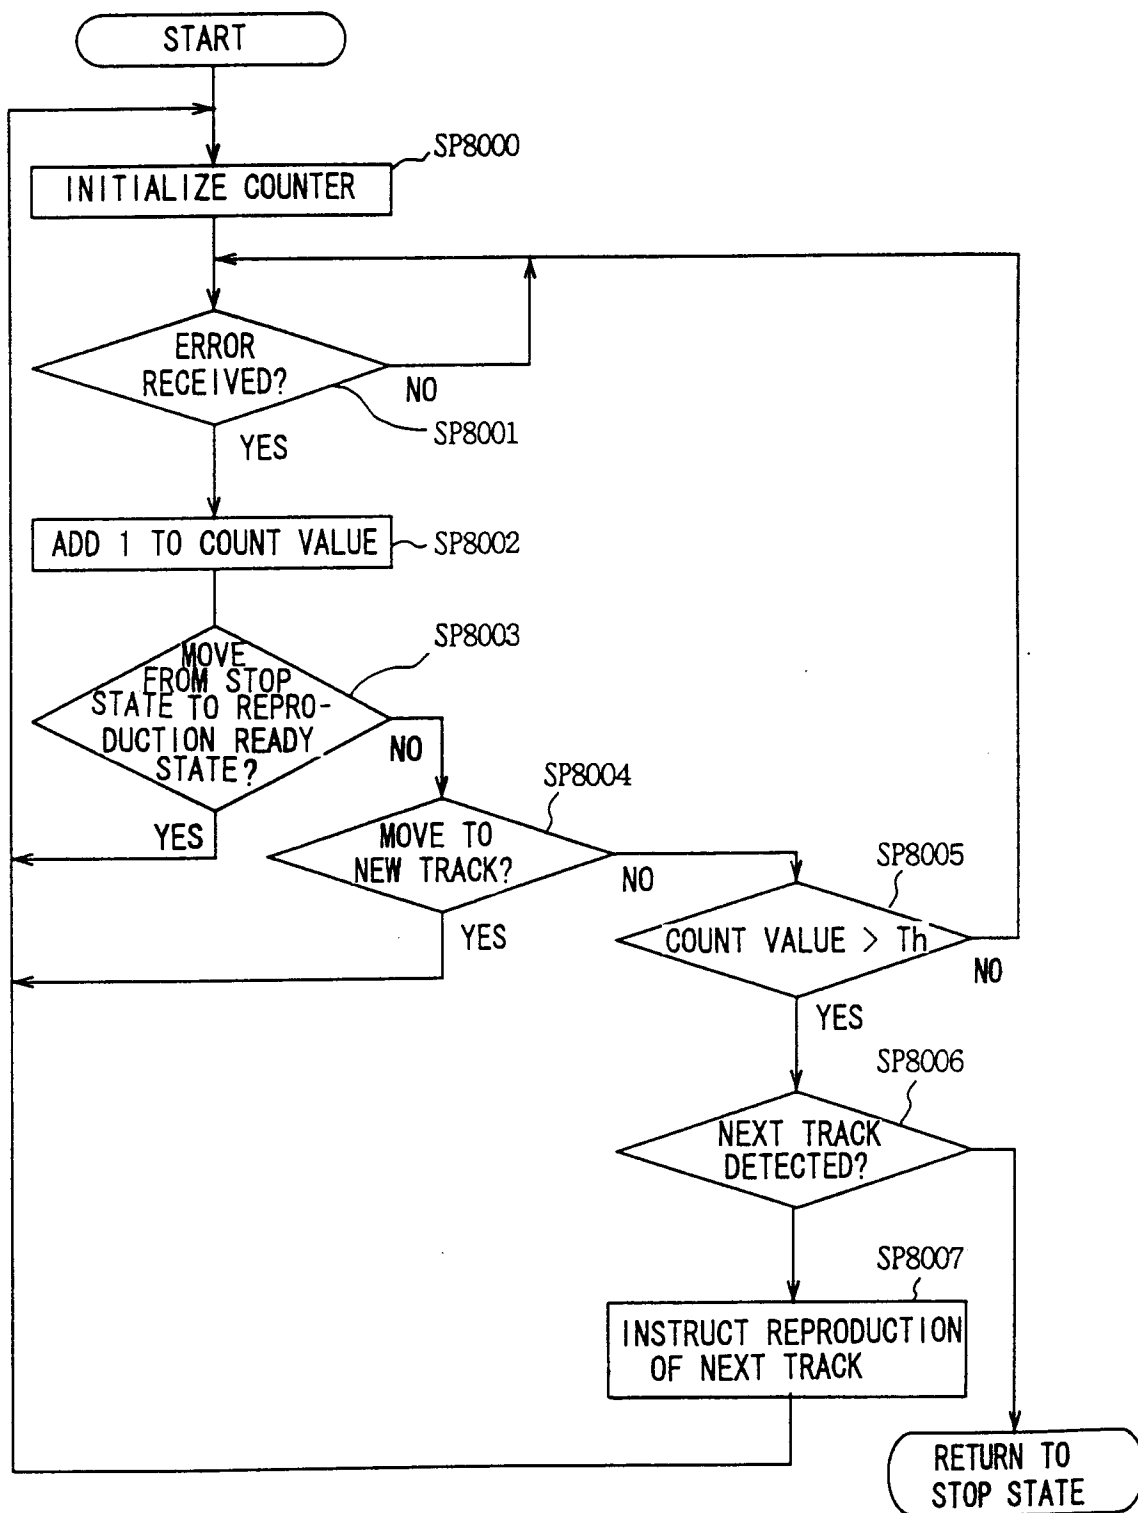 START
SP8000
INITIALIZE COUNTER
ERROR
RECEIVED?
NO
SP8001
YES
ADD 1 TO COUNT VALUE
SP8002
SP8003
MOVE
FROM STOP
STATE TO REPRO-
DUCTION READY
STATE?
NO
YES
SP8004
MOVE TO
NEW TRACK?
NO
YES
SP8005
COUNT VALUE > Th
NO
YES
SP8006
NEXT TRACK
DETECTED?
SP8007
INSTRUCT REPRODUCTION
OF NEXT TRACK
RETURN TO
STOP STATE